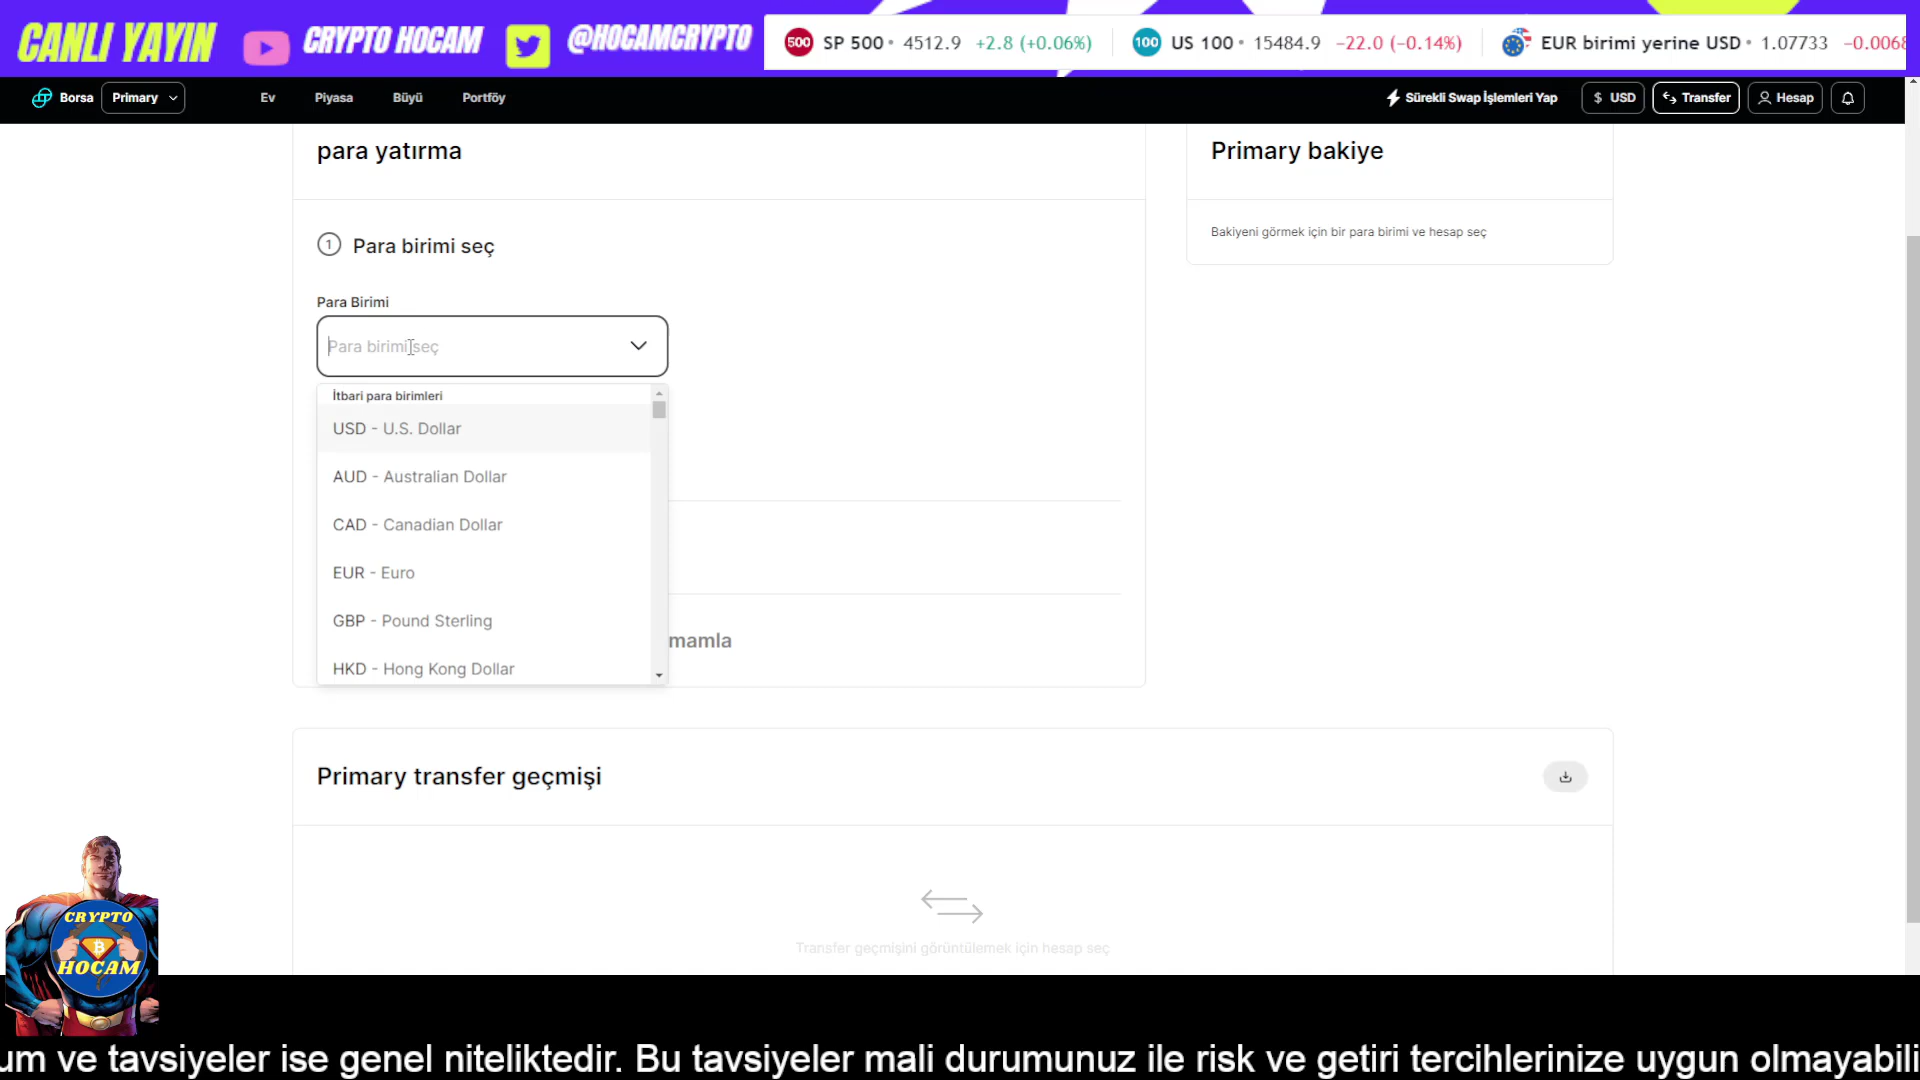 CANLI YAYIN
CRYPTO HOCAM
@HOCAMCRYPTO
500 SP 500 • 4512.9 +2.8 (+0.06%)
100 US 100 • 15484.9 −22.0 (−0.14%)
EUR birimi yerine USD • 1.07733 −0.0068
Borsa Primary Ev Piyasa Büyü Portföy Sürekli Swap İşlemleri Yap $ USD Transfer Hesap
para yatırma
Primary bakiye
Bakiyeni görmek için bir para birimi ve hesap seç
1 Para birimi seç
Para Birimi
Para birimi seç
İtbari para birimleri
USD - U.S. Dollar
AUD - Australian Dollar
CAD - Canadian Dollar
EUR - Euro
GBP - Pound Sterling
HKD - Hong Kong Dollar
mamla
Primary transfer geçmişi
Transfer geçmişini görüntülemek için hesap seç
CRYPTO
HOCAM
um ve tavsiyeler ise genel niteliktedir. Bu tavsiyeler mali durumunuz ile risk ve getiri tercihlerinize uygun olmayabili